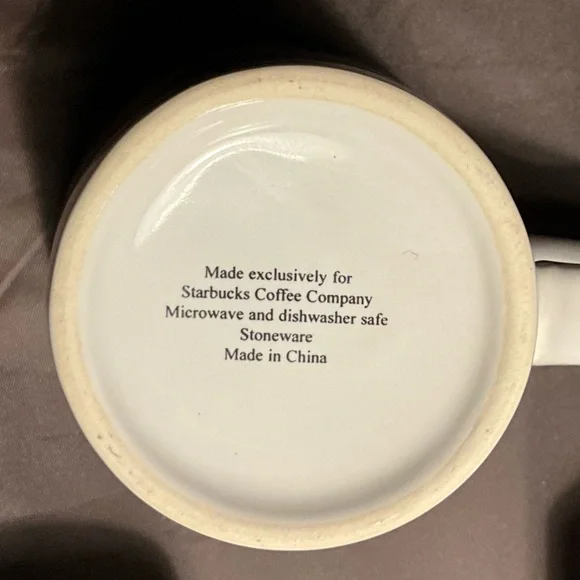 Made exclusively for
Starbucks Coffee Company
Microwave and dishwasher safe
Stoneware
Made in China